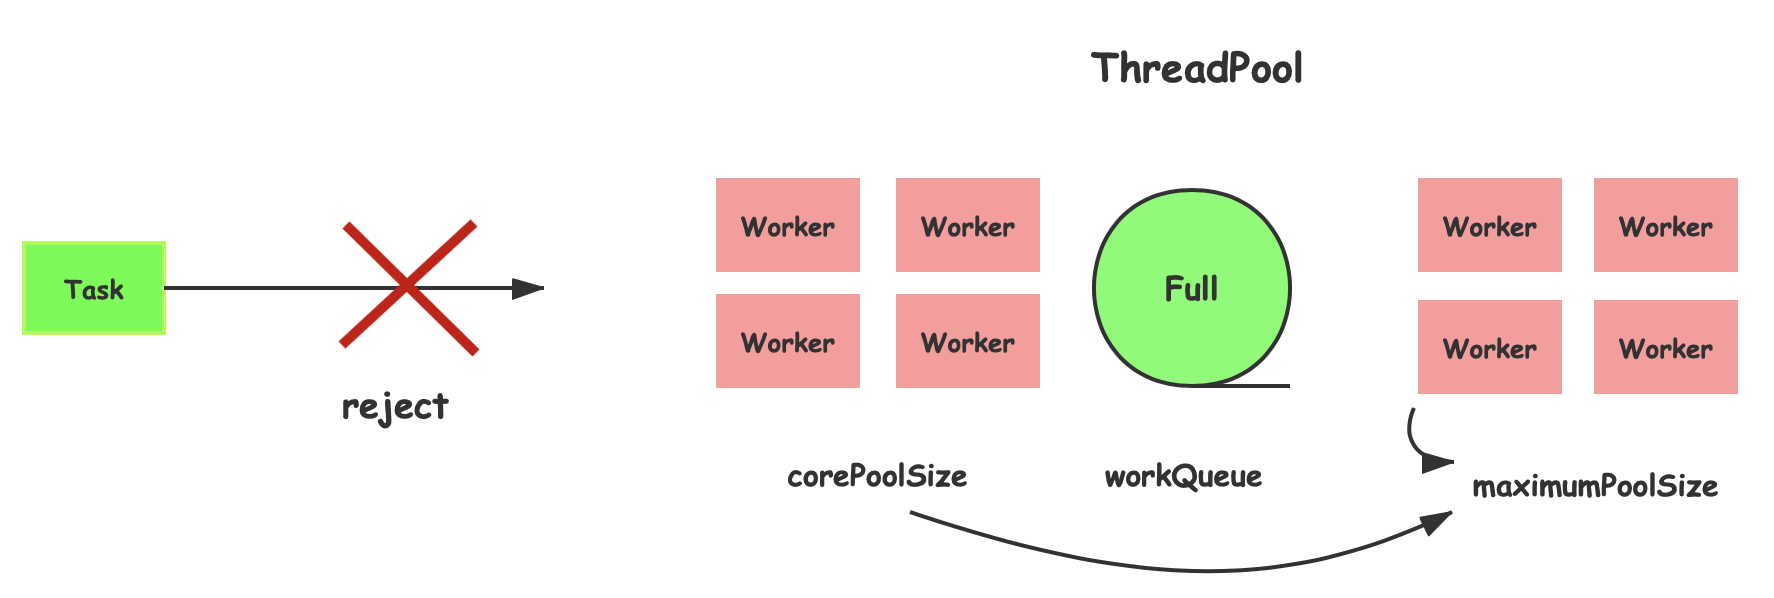 ThreadPool
Task
reject
Worker
Worker
Worker
Worker
Full
Worker
Worker
Worker
Worker
corePoolSize
workQueue
maximumPoolSize